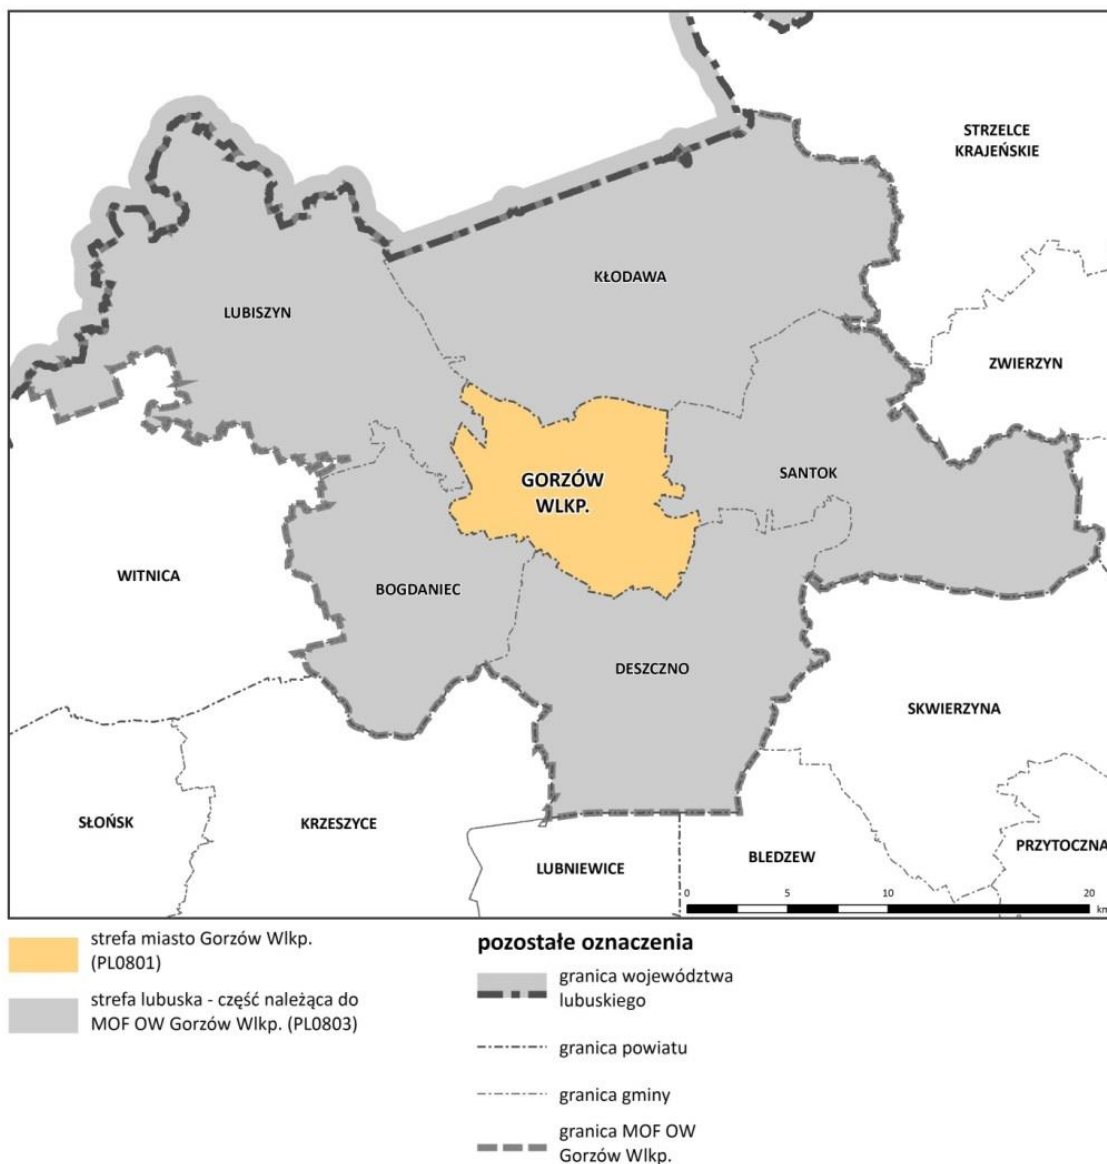 STRZELCE
KRAJEŃSKIE
KŁODAWA
LUBISZYN
ZWIERZYN
GORZÓW
WLKP.
SANTOK
WITNICA
BOGDANIEC
DESZCZNO
SKWIERZYNA
SŁOŃSK
KRZESZYCE
LUBNIEWICE
BLEDZEW
PRZYTOCZNA
0 5 10 20
km
strefa miasto Gorzów Wlkp.
(PL0801)
strefa lubuska - część należąca do
MOF OW Gorzów Wlkp. (PL0803)
pozostałe oznaczenia
granica województwa
lubuskiego
granica powiatu
granica gminy
granica MOF OW
Gorzów Wlkp.